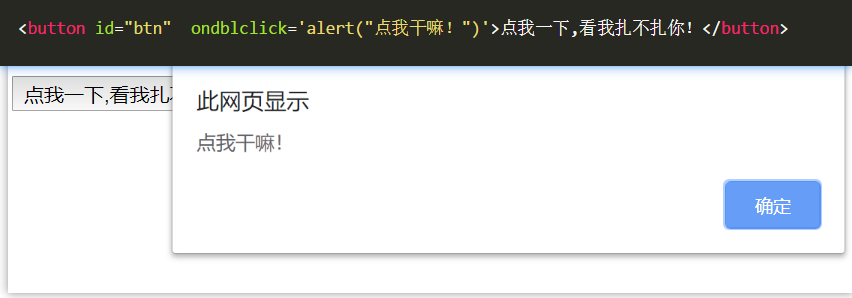 <button id="btn"  ondblclick='alert("点我干嘛！")'>点我一下,看我扎不扎你！</button>
点我一下,看我扎
此网页显示
点我干嘛！
确定